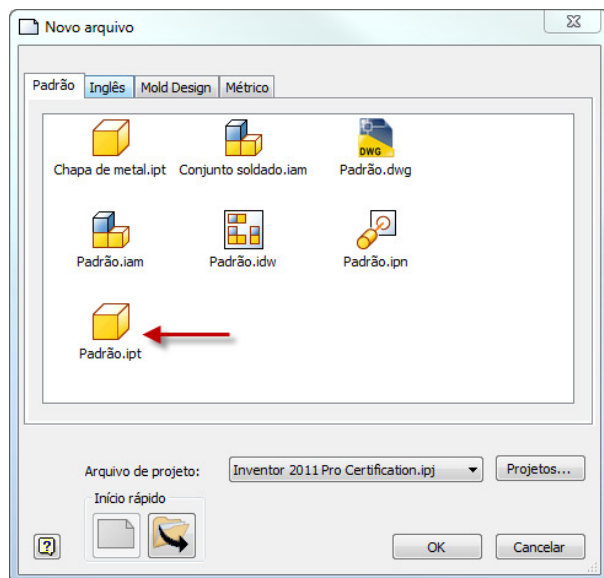 Novo arquivo
Padrão Inglês Mold Design Métrico
Chapa de metal.ipt Conjunto soldado.iam Padrão.dwg
DWG
Padrão.iam Padrão.idw Padrão.ipn
Padrão.ipt
Arquivo de projeto: Inventor 2011 Pro Certification.ipj Projetos...
Início rápido
? OK Cancelar